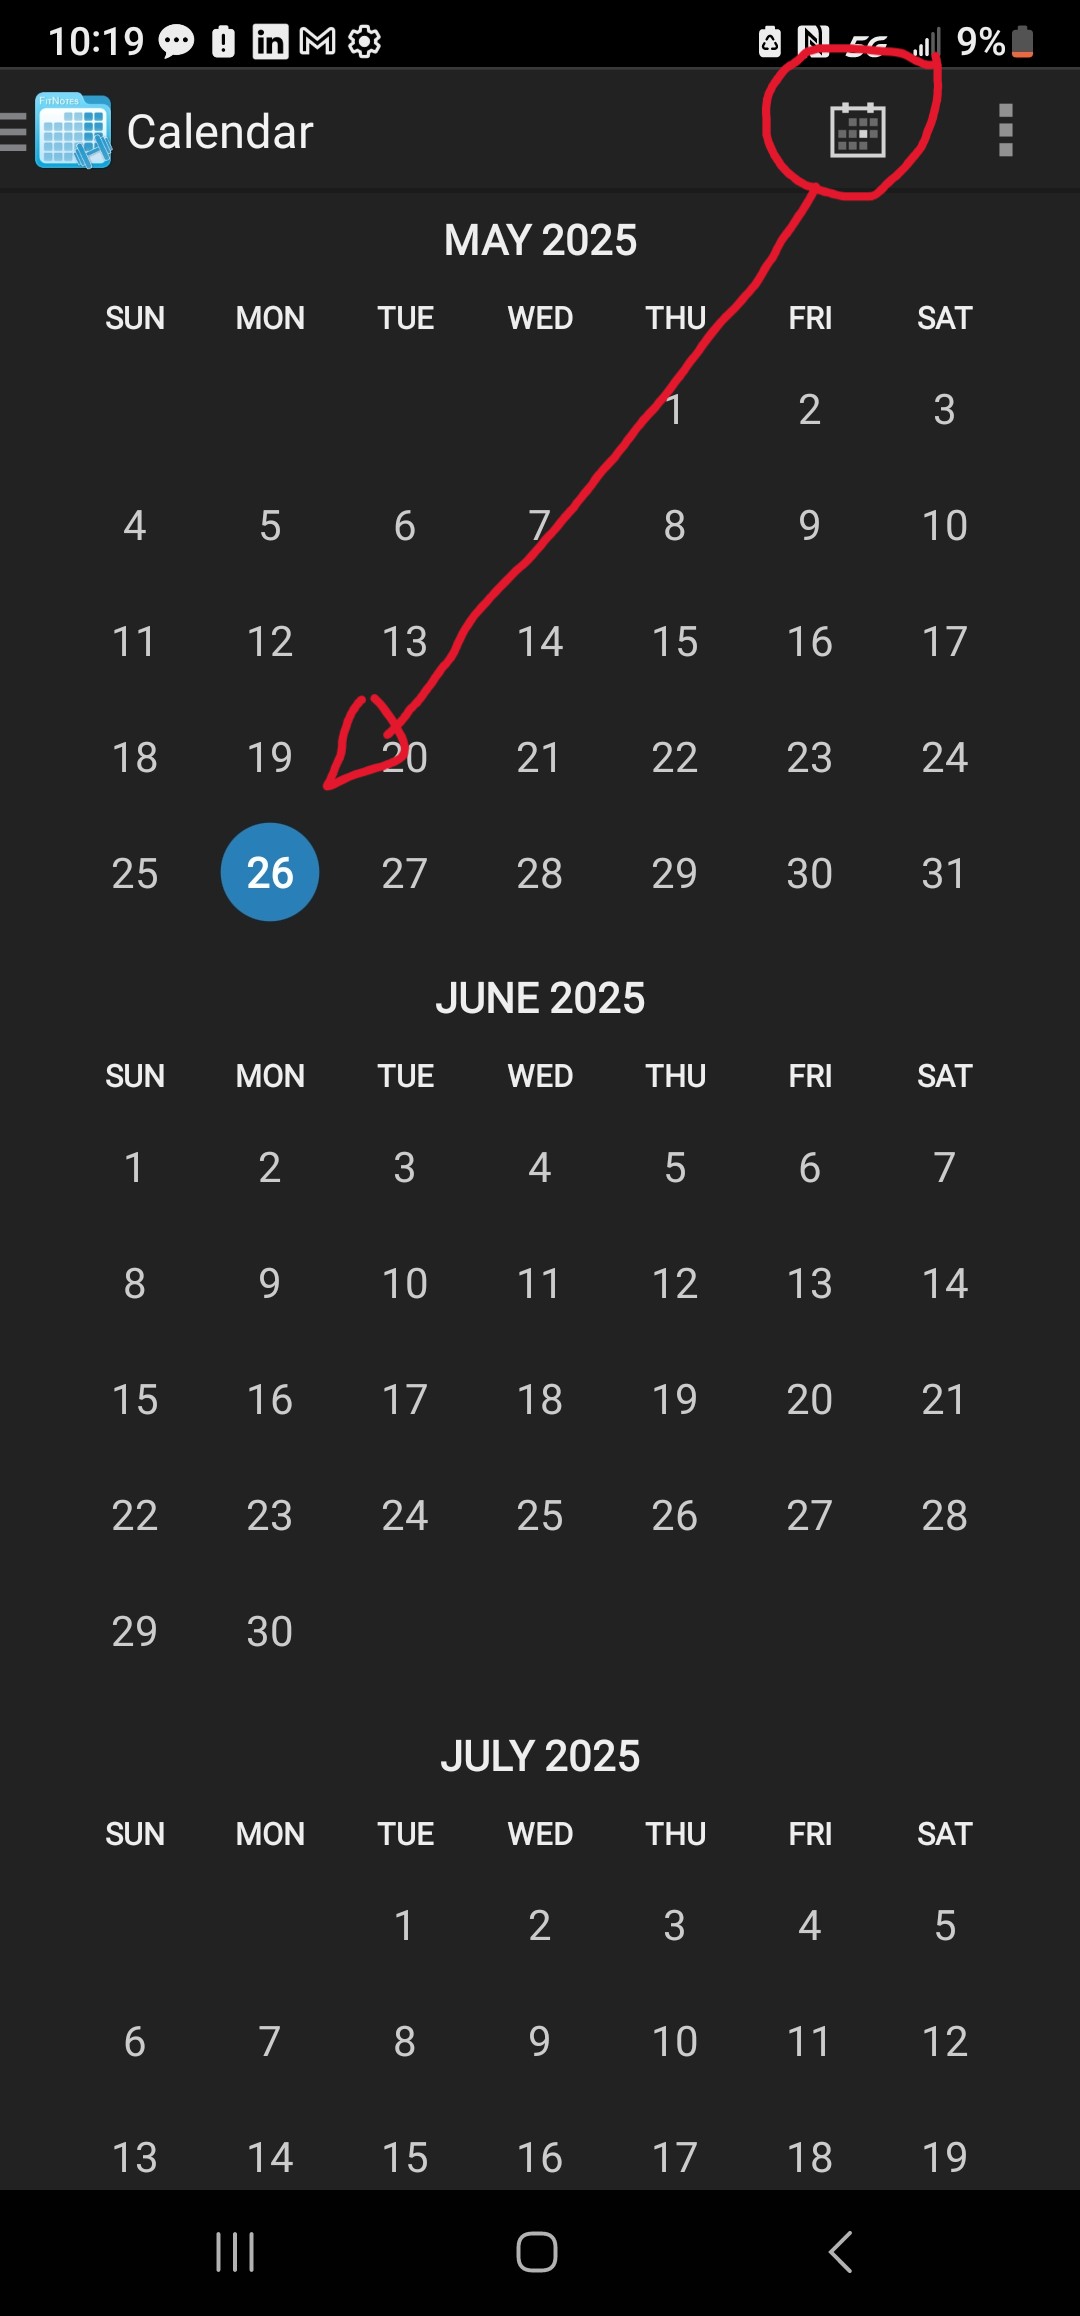 10:19 in 5G 9%
FitNotes
Calendar
MAY 2025
SUN MON TUE WED THU FRI SAT
1 2 3
4 5 6 7 8 9 10
11 12 13 14 15 16 17
18 19 20 21 22 23 24
25 26 27 28 29 30 31
JUNE 2025
SUN MON TUE WED THU FRI SAT
1 2 3 4 5 6 7
8 9 10 11 12 13 14
15 16 17 18 19 20 21
22 23 24 25 26 27 28
29 30
JULY 2025
SUN MON TUE WED THU FRI SAT
1 2 3 4 5
6 7 8 9 10 11 12
13 14 15 16 17 18 19